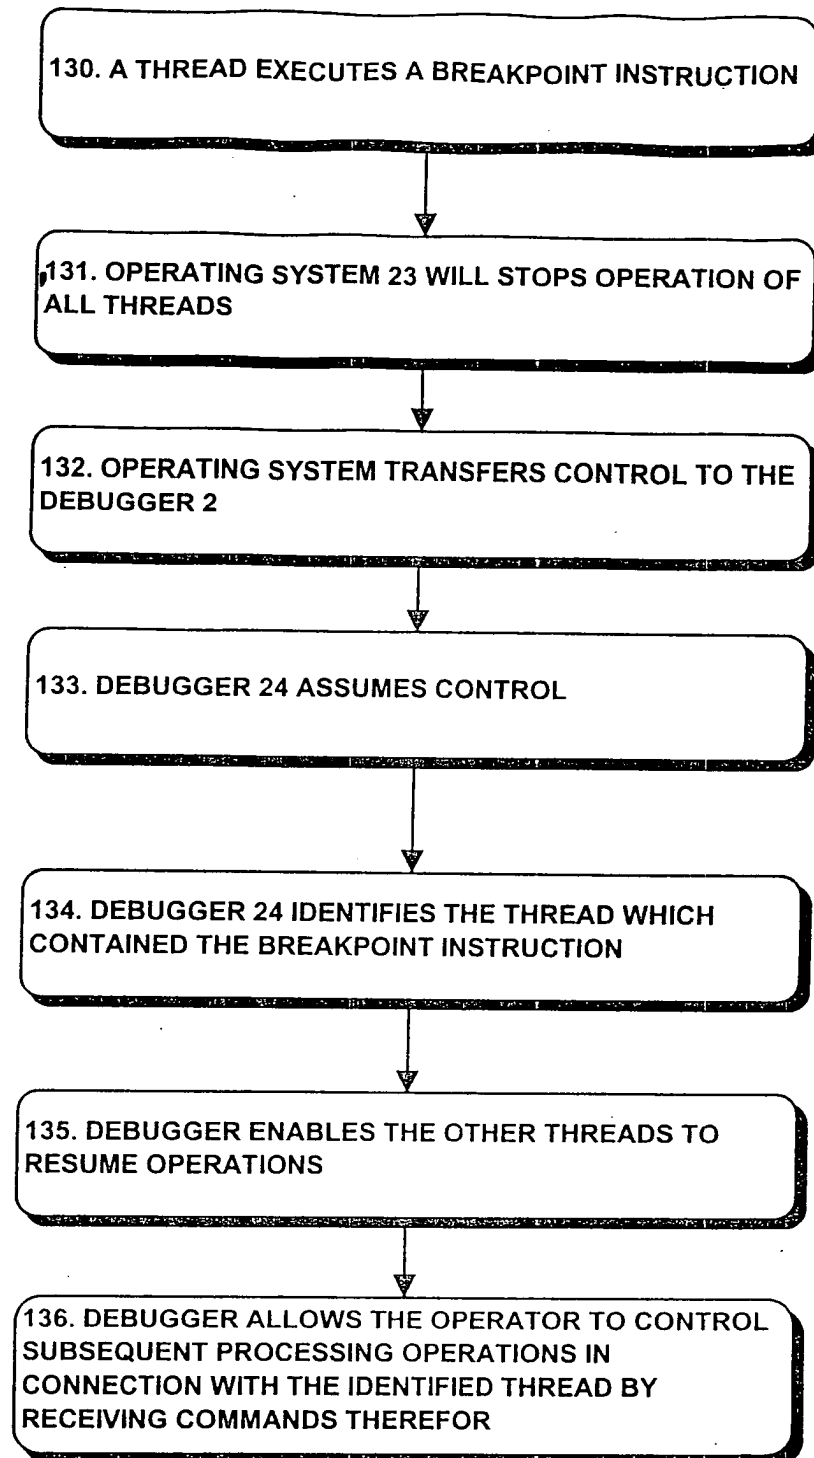 130. A THREAD EXECUTES A BREAKPOINT INSTRUCTION
131. OPERATING SYSTEM 23 WILL STOPS OPERATION OF
ALL THREADS
132. OPERATING SYSTEM TRANSFERS CONTROL TO THE
DEBUGGER 2
133. DEBUGGER 24 ASSUMES CONTROL
134. DEBUGGER 24 IDENTIFIES THE THREAD WHICH
CONTAINED THE BREAKPOINT INSTRUCTION
135. DEBUGGER ENABLES THE OTHER THREADS TO
RESUME OPERATIONS
136. DEBUGGER ALLOWS THE OPERATOR TO CONTROL
SUBSEQUENT PROCESSING OPERATIONS IN
CONNECTION WITH THE IDENTIFIED THREAD BY
RECEIVING COMMANDS THEREFOR